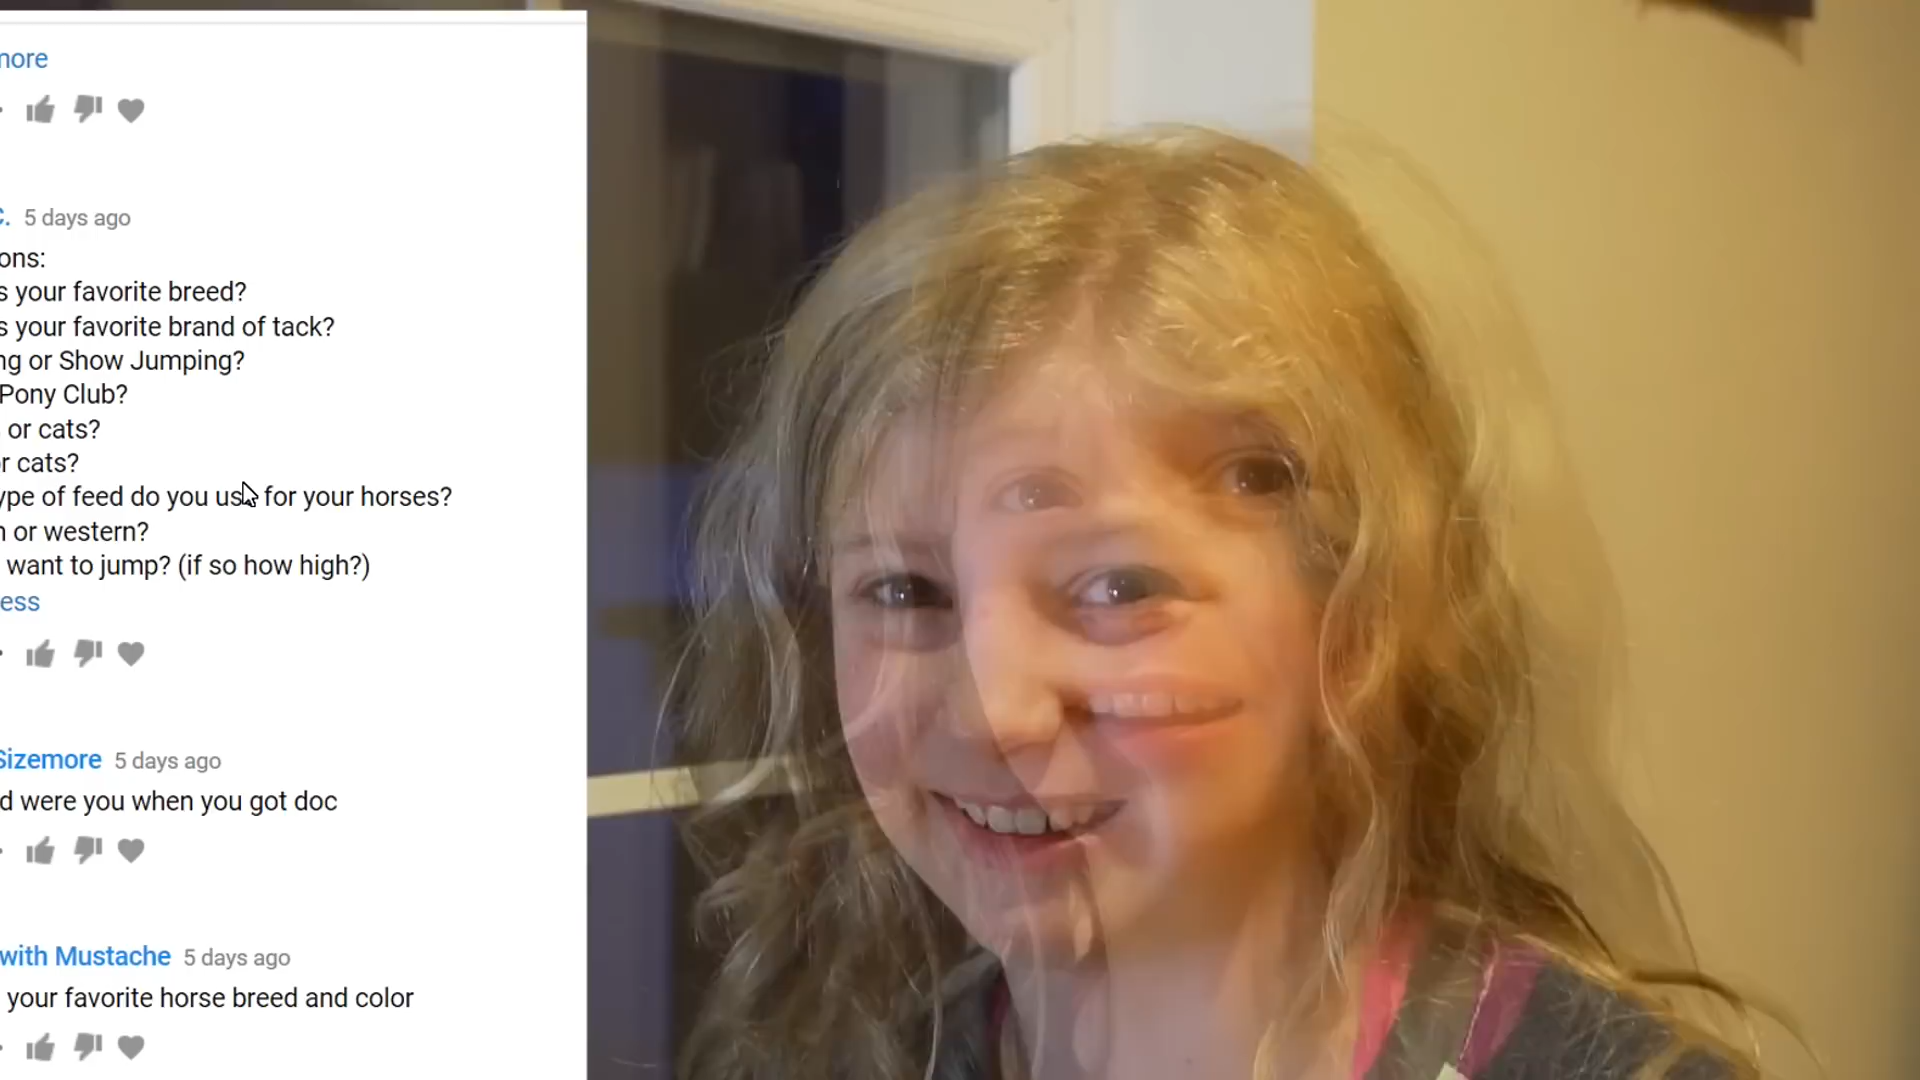 more
C. 5 days ago
ons:
s your favorite breed?
s your favorite brand of tack?
ng or Show Jumping?
Pony Club?
or cats?
r cats?
ype of feed do you use for your horses?
n or western?
want to jump? (if so how high?)
ess
Sizemore 5 days ago
d were you when you got doc
with Mustache 5 days ago
your favorite horse breed and color